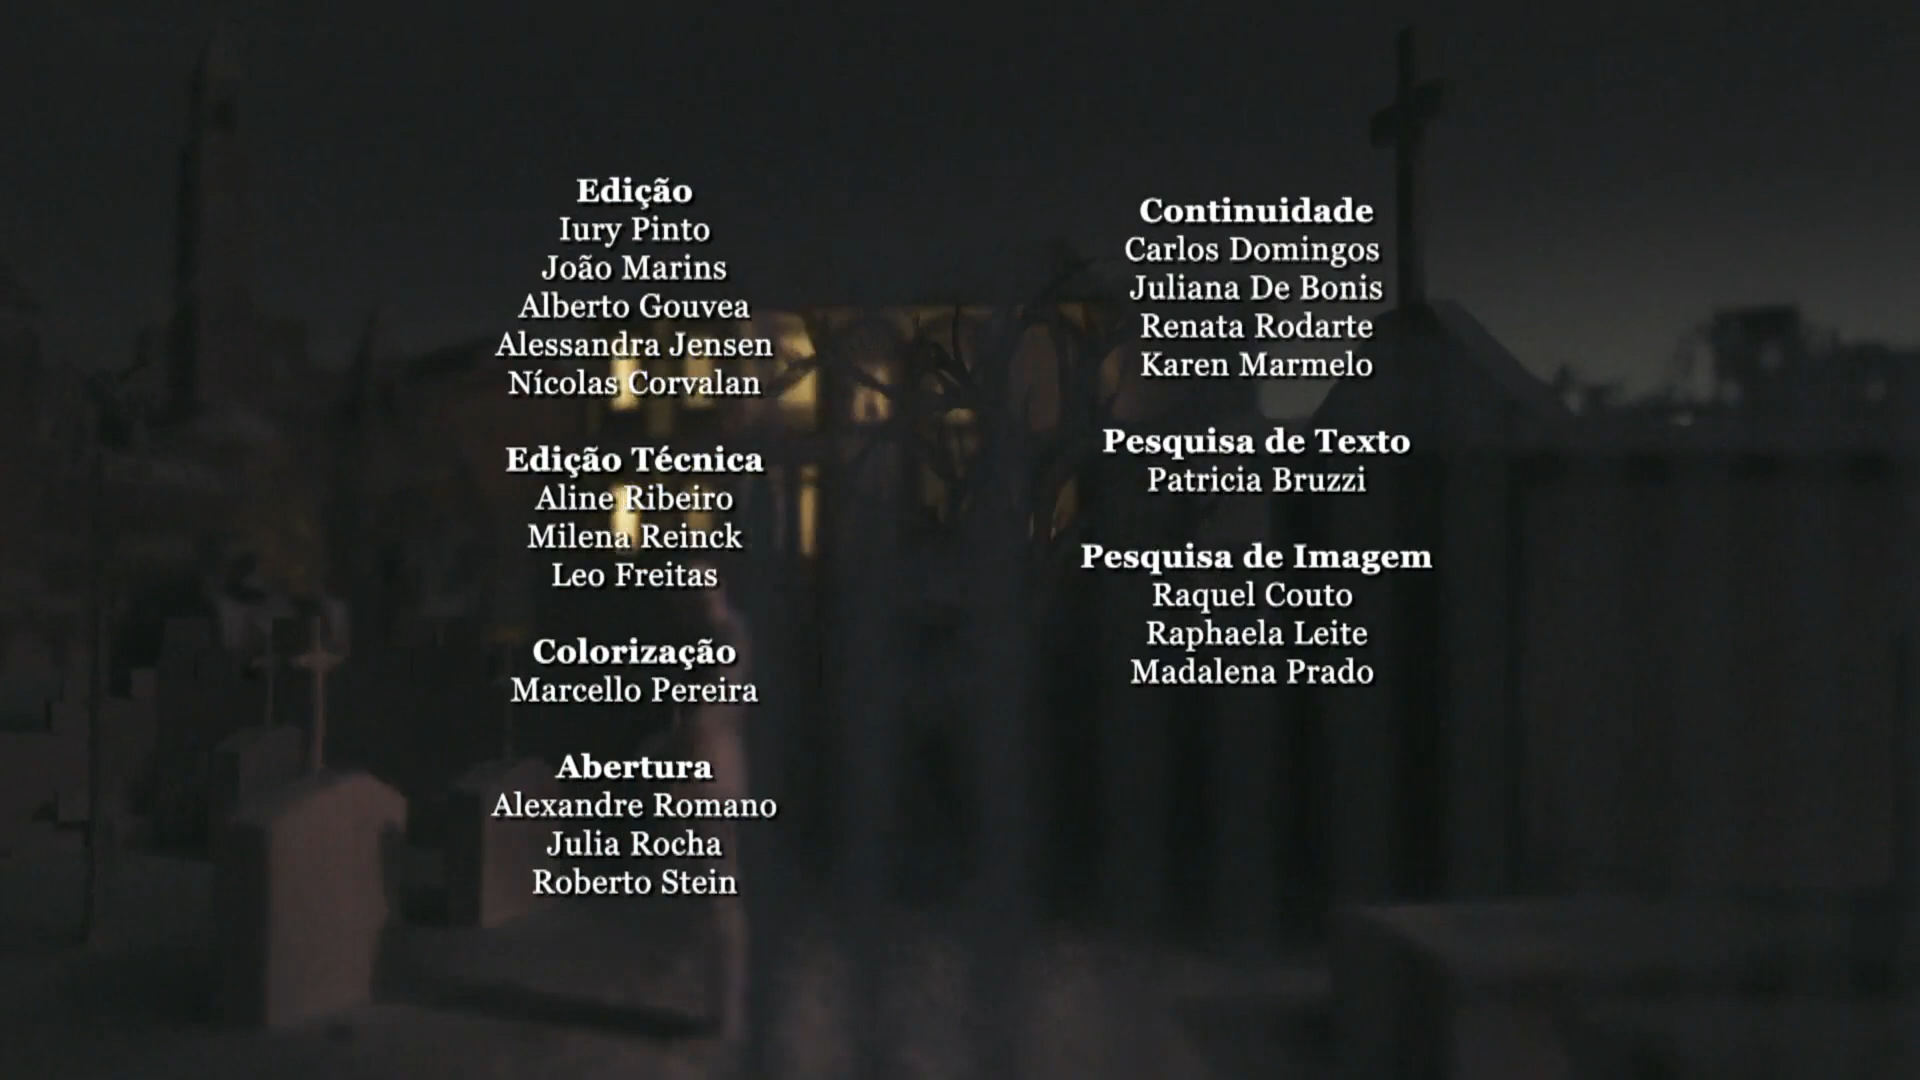 Edição
Iury Pinto
João Marins
Alberto Gouvea
Alessandra Jensen
Nícolas Corvalan
Edição Técnica
Aline Ribeiro
Milena Reinck
Leo Freitas
Colorização
Marcello Pereira
Abertura
Alexandre Romano
Julia Rocha
Roberto Stein
Continuidade
Carlos Domingos
Juliana De Bonis
Renata Rodarte
Karen Marmelo
Pesquisa de Texto
Patricia Bruzzi
Pesquisa de Imagem
Raquel Couto
Raphaela Leite
Madalena Prado